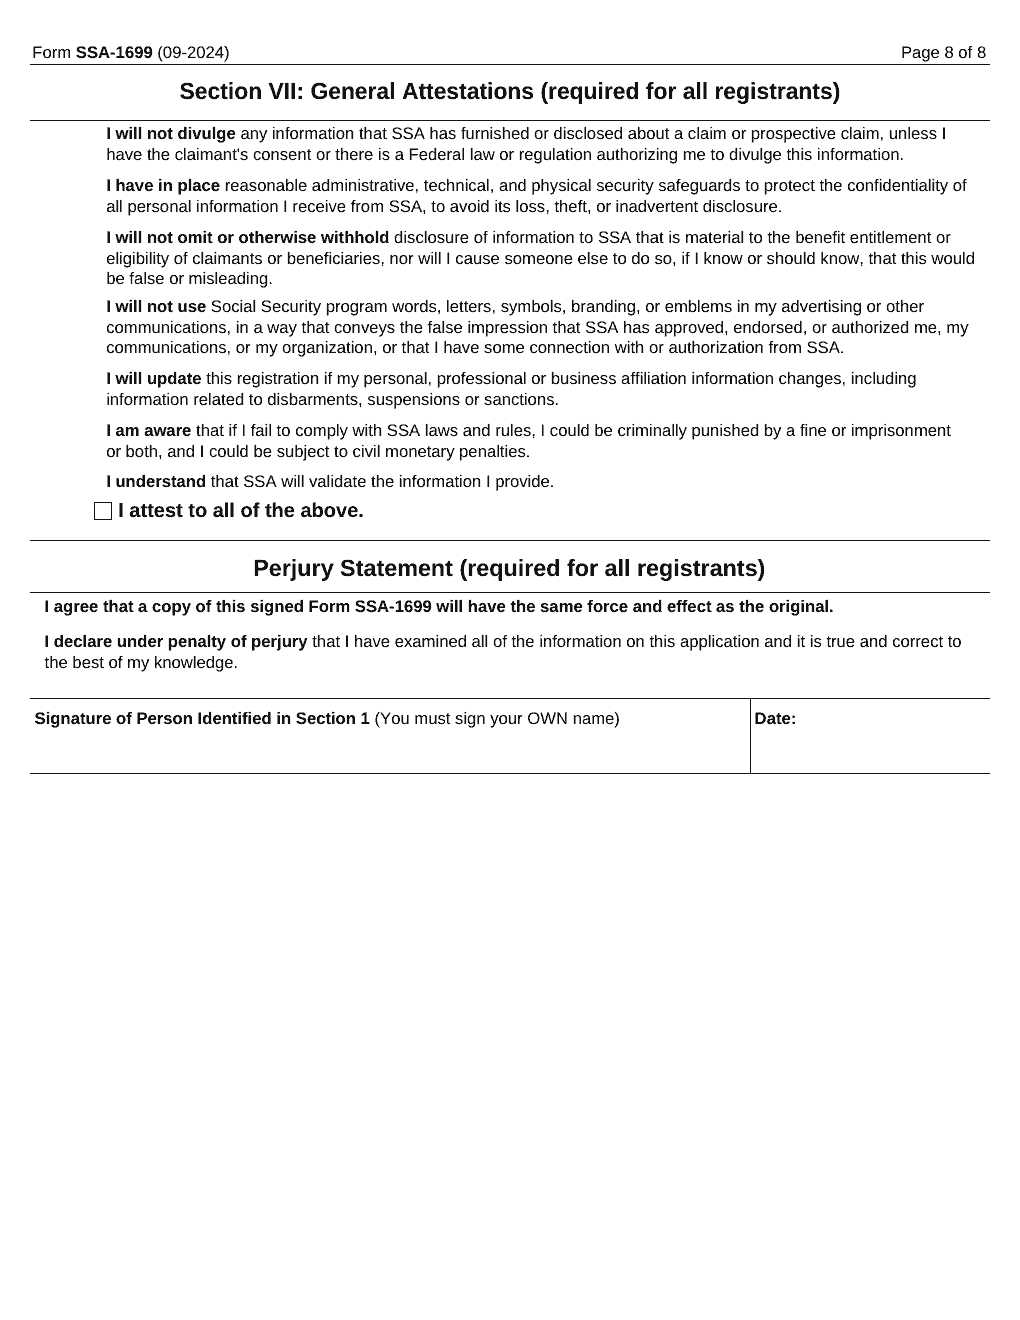 Form SSA-1699 (09-2024) Page 8 of 8
Section VII: General Attestations (required for all registrants)
I will not divulge any information that SSA has furnished or disclosed about a claim or prospective claim, unless I
have the claimant's consent or there is a Federal law or regulation authorizing me to divulge this information.
I have in place reasonable administrative, technical, and physical security safeguards to protect the confidentiality of
all personal information I receive from SSA, to avoid its loss, theft, or inadvertent disclosure.
I will not omit or otherwise withhold disclosure of information to SSA that is material to the benefit entitlement or
eligibility of claimants or beneficiaries, nor will I cause someone else to do so, if I know or should know, that this would
be false or misleading.
I will not use Social Security program words, letters, symbols, branding, or emblems in my advertising or other
communications, in a way that conveys the false impression that SSA has approved, endorsed, or authorized me, my
communications, or my organization, or that I have some connection with or authorization from SSA.
I will update this registration if my personal, professional or business affiliation information changes, including
information related to disbarments, suspensions or sanctions.
I am aware that if I fail to comply with SSA laws and rules, I could be criminally punished by a fine or imprisonment
or both, and I could be subject to civil monetary penalties.
I understand that SSA will validate the information I provide.
I attest to all of the above.
Perjury Statement (required for all registrants)
I agree that a copy of this signed Form SSA-1699 will have the same force and effect as the original.
I declare under penalty of perjury that I have examined all of the information on this application and it is true and correct to
the best of my knowledge.
Signature of Person Identified in Section 1 (You must sign your OWN name) Date: